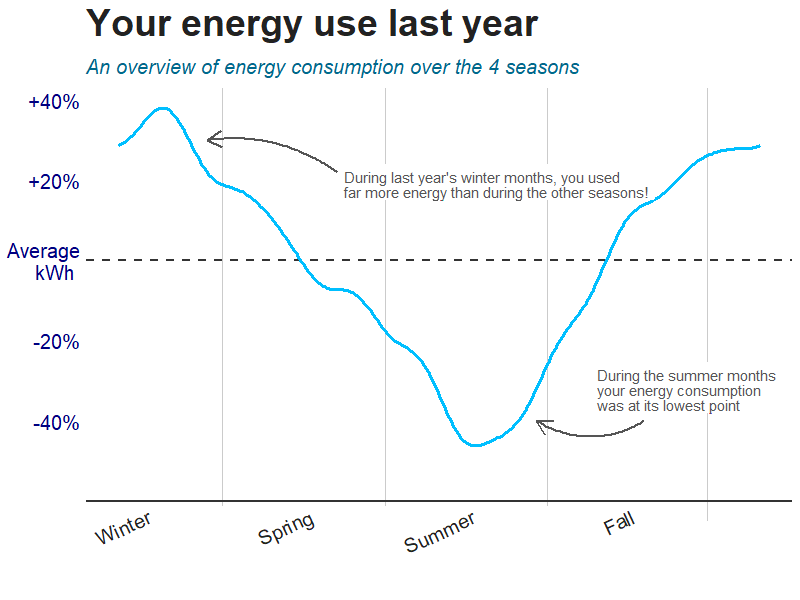 Your energy use last year
An overview of energy consumption over the 4 seasons
+40%
During last year's winter months, you used
far more energy than during the other seasons!
+20%
Average
kWh
-20%
During the summer months
your energy consumption
was at its lowest point
-40%
Winter
Spring
Summer
Fall